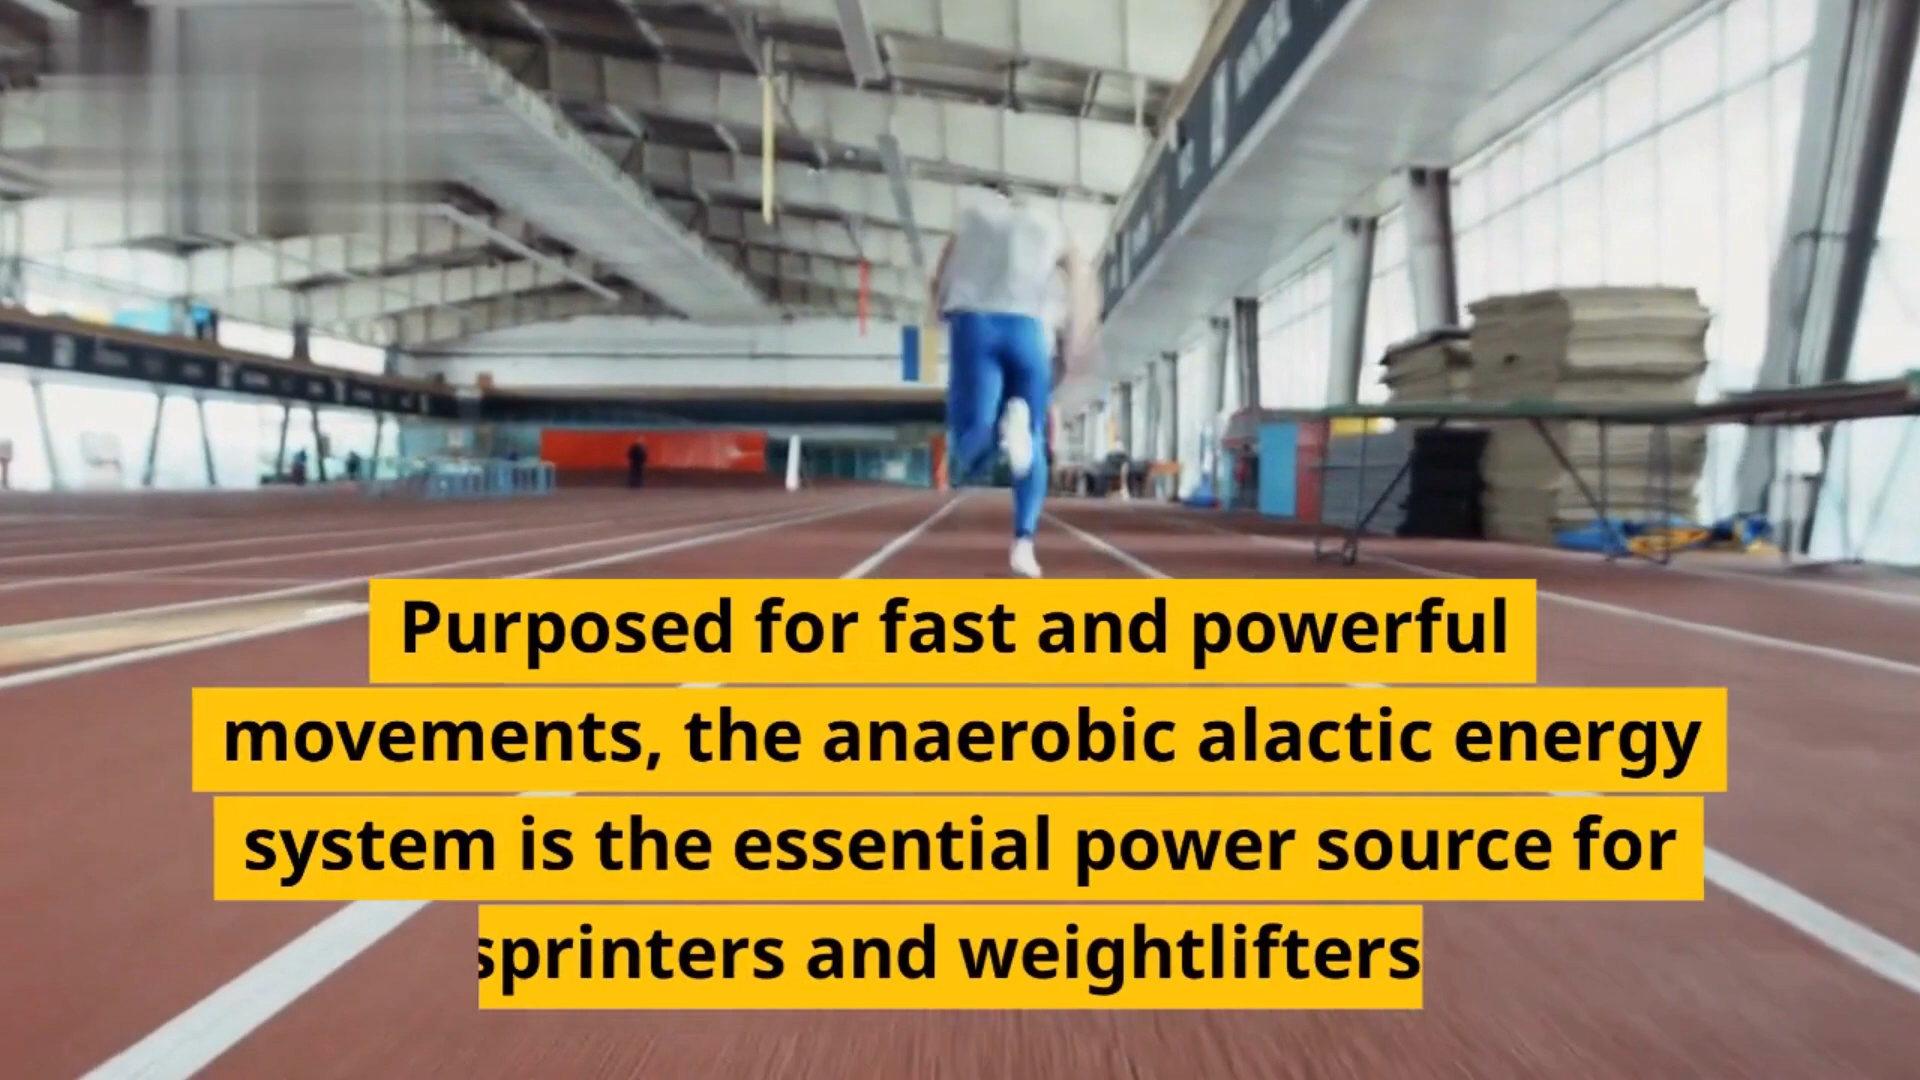 Purposed for fast and powerful
movements, the anaerobic alactic energy
system is the essential power source for
sprinters and weightlifters